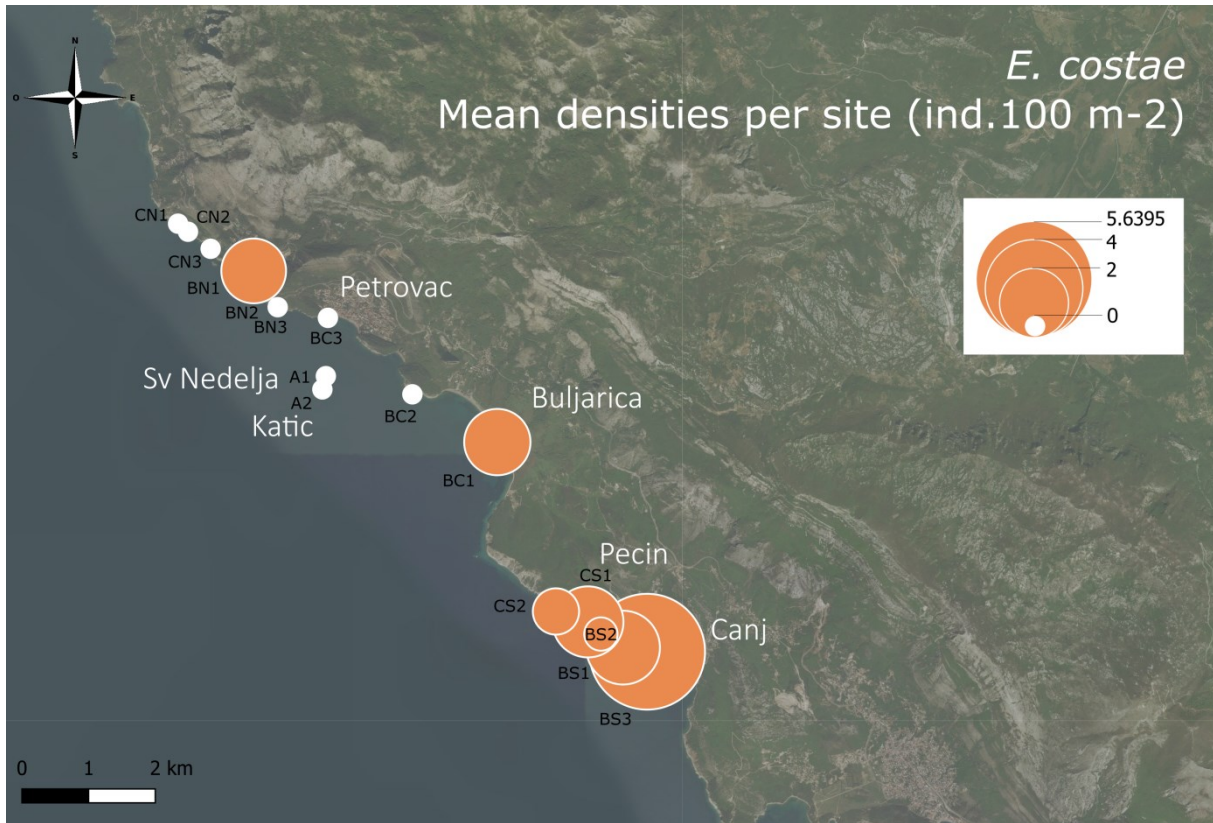 N
O
E
S
E. costae
Mean densities per site (ind.100 m-2)
5.6395
4
2
0
CN1
CN2
CN3
BN1
BN2
BN3
Petrovac
BC3
Sv Nedelja
A1
A2
Katic
BC2
Buljarica
BC1
Pecin
CS1
CS2
BS2
Canj
BS1
BS3
0 1 2 km